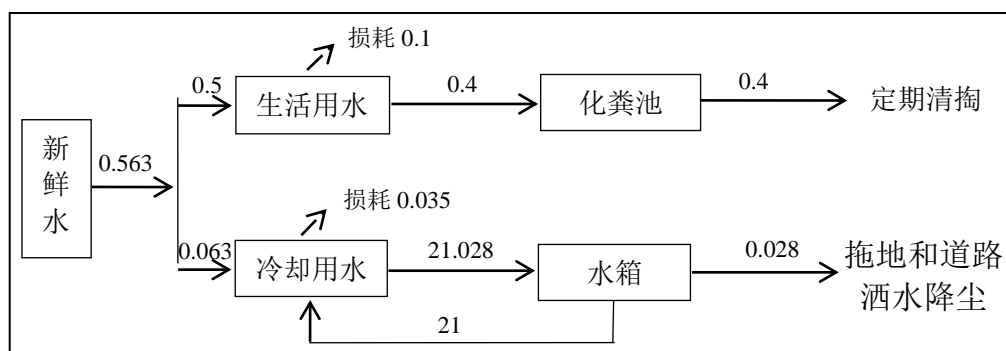 损耗 0.1
0.5
生活用水
0.4
化粪池
0.4
定期清掏
新
鲜
水
0.563
损耗 0.035
0.063
冷却用水
21.028
水箱
0.028
拖地和道路
洒水降尘
21